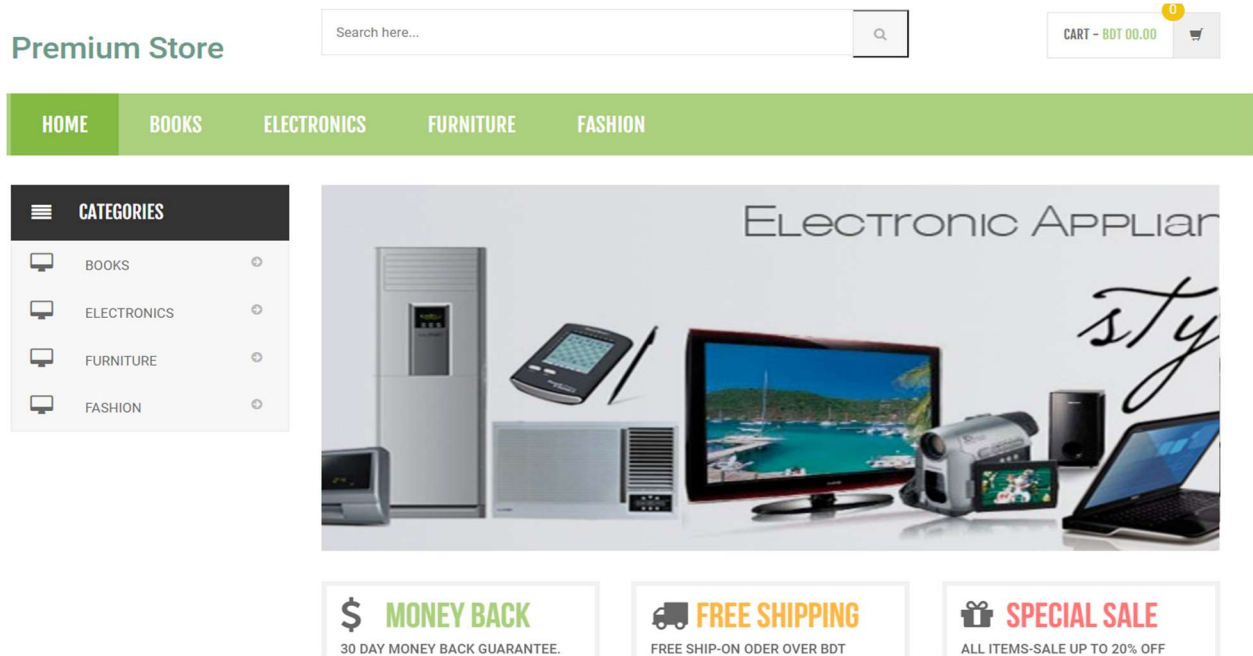 Premium Store
Search here...
0
CART - BDT 00.00
HOME BOOKS ELECTRONICS FURNITURE FASHION
CATEGORIES
BOOKS
ELECTRONICS
FURNITURE
FASHION
Electronic Applian
sty
MONEY BACK
30 DAY MONEY BACK GUARANTEE.
FREE SHIPPING
FREE SHIP-ON ODER OVER BDT
SPECIAL SALE
ALL ITEMS-SALE UP TO 20% OFF